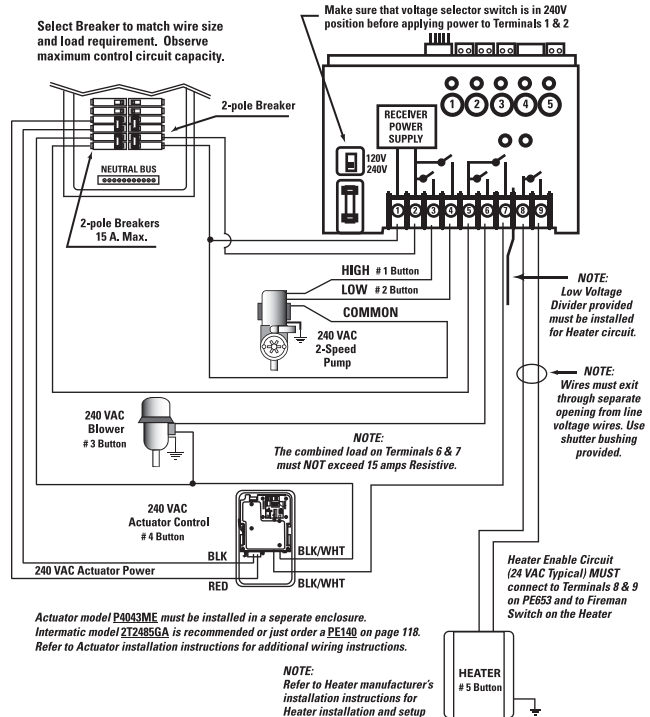 Select Breaker to match wire size
and load requirement. Observe
maximum control circuit capacity.
Make sure that voltage selector switch is in 240V
position before applying power to Terminals 1 & 2
2-pole Breaker
NEUTRAL BUS
2-pole Breakers
15 A. Max.
RECEIVER
POWER
SUPPLY
1 2 3 4 5
120V
240V
1 2 3 4 5 6 7 8 9
HIGH # 1 Button
LOW # 2 Button
COMMON
240 VAC
2-Speed
Pump
NOTE:
Low Voltage
Divider provided
must be installed
for Heater circuit.
NOTE:
Wires must exit
through separate
opening from line
voltage wires. Use
shutter bushing
provided.
240 VAC
Blower
# 3 Button
NOTE:
The combined load on Terminals 6 & 7
must NOT exceed 15 amps Resistive.
240 VAC
Actuator Control
# 4 Button
BLK
BLK/WHT
240 VAC Actuator Power
RED
BLK/WHT
Heater Enable Circuit
(24 VAC Typical) MUST
connect to Terminals 8 & 9
on PE653 and to Fireman
Switch on the Heater
Actuator model P4043ME must be installed in a seperate enclosure.
Intermatic model 2T2485GA is recommended or just order a PE140 on page 118.
Refer to Actuator installation instructions for additional wiring instructions.
NOTE:
Refer to Heater manufacturer's
installation instructions for
Heater installation and setup
HEATER
# 5 Button